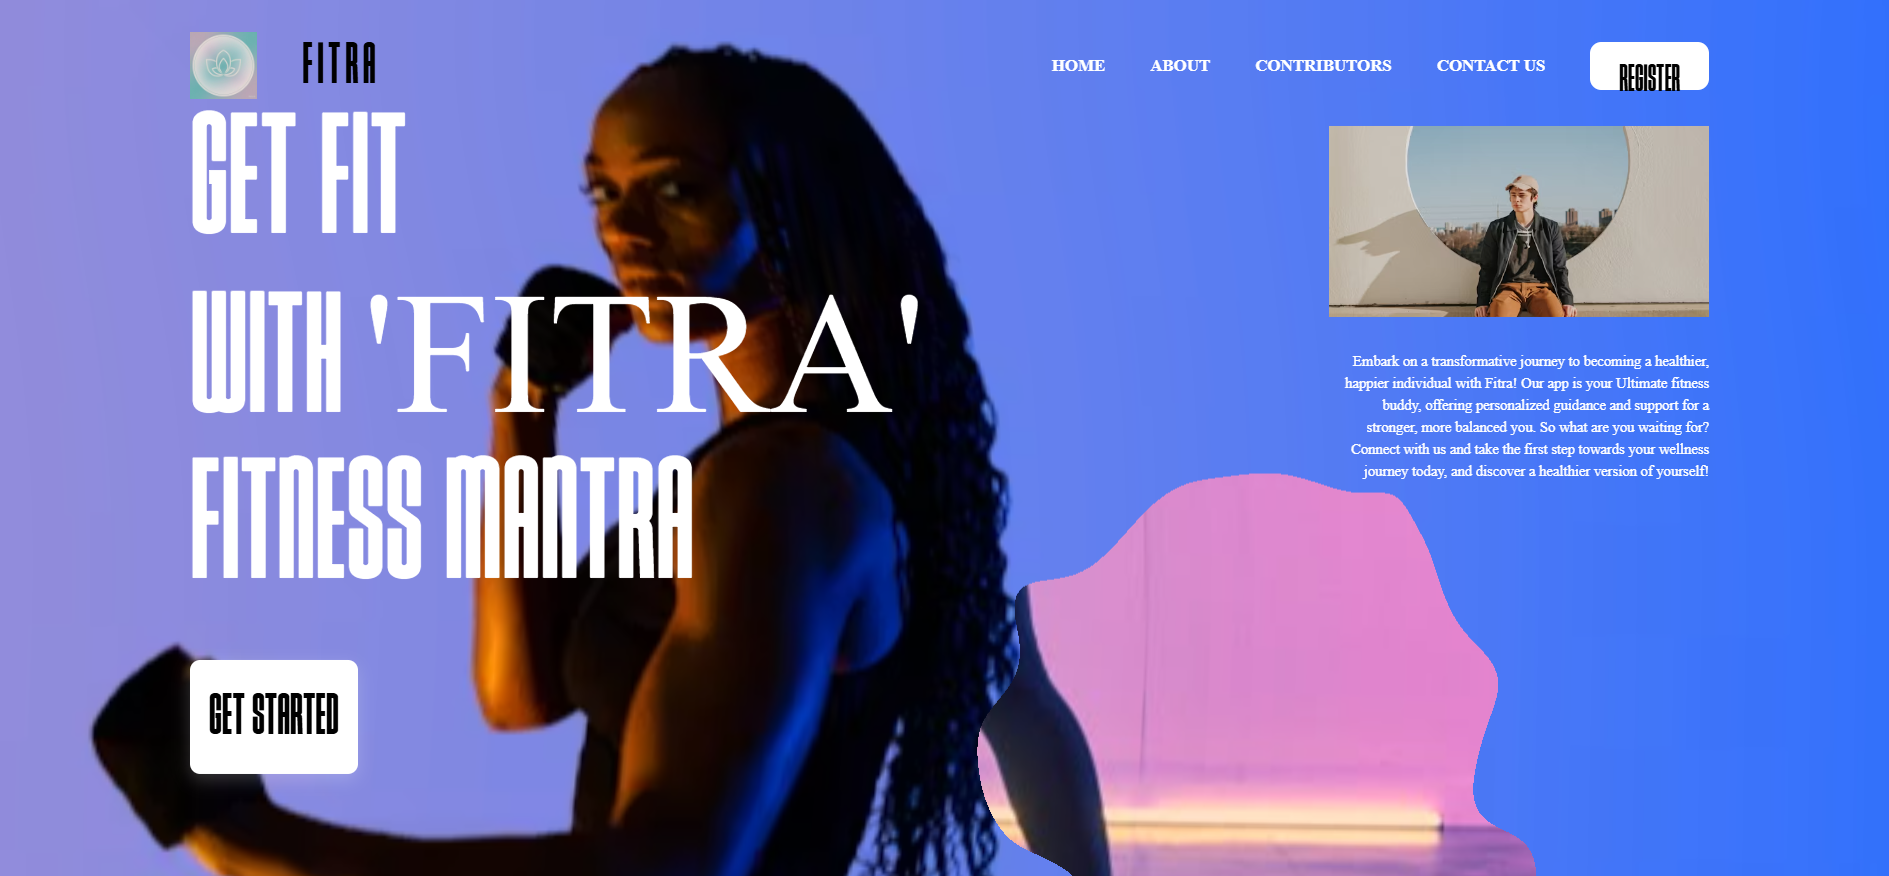 FITRA
HOME
ABOUT
CONTRIBUTORS
CONTACT US
REGISTER
GET FIT
WITH 'FITRA'
FITNESS MANTRA
GET STARTED
Embark on a transformative journey to becoming a healthier,
happier individual with Fitra! Our app is your Ultimate fitness
buddy, offering personalized guidance and support for a
stronger, more balanced you. So what are you waiting for?
Connect with us and take the first step towards your wellness
journey today, and discover a healthier version of yourself!